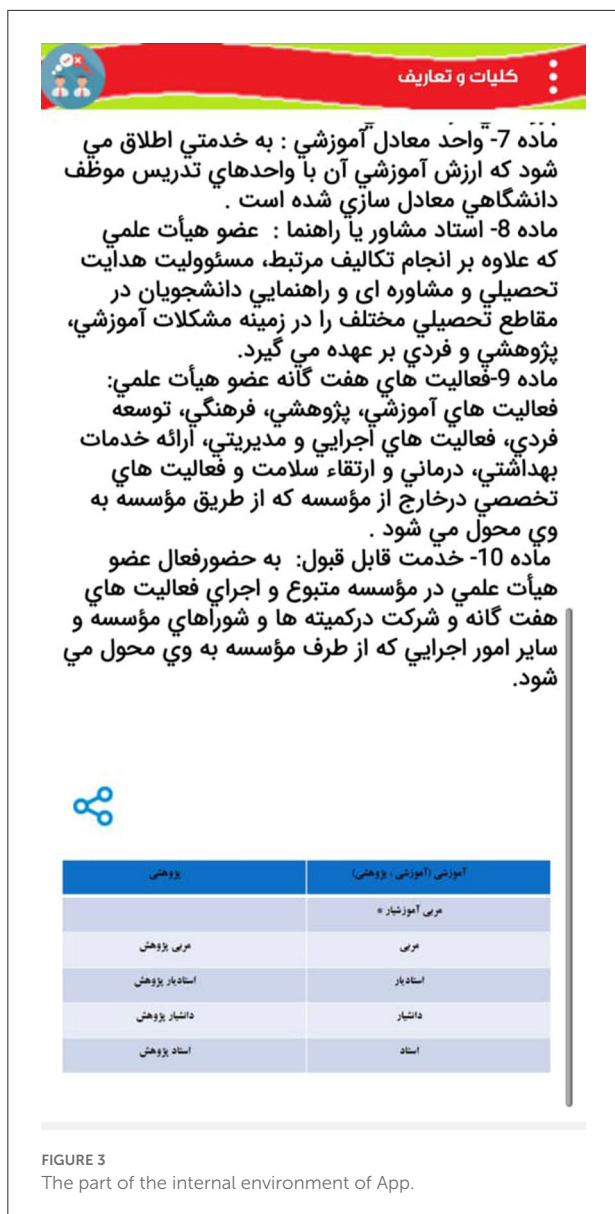 کلیات و تعاریف
ماده 7- واحد معادل آموزشي : به خدمتي اطلاق مي
شود که ارزش آموزشي آن با واحدهاي تدريس موظف
دانشگاهي معادل سازي شده است .
ماده 8- استاد مشاور يا راهنما : عضو هيأت علمي
که علاوه بر انجام تکاليف مرتبط، مسئووليت هدايت
تحصيلي و مشاوره ای و راهنمايي دانشجويان در
مقاطع تحصيلي مختلف را در زمينه مشکلات آموزشي،
پژوهشي و فردي بر عهده مي گيرد.
ماده 9-فعاليت هاي هفت گانه عضو هيأت علمي:
فعاليت هاي آموزشي، پژوهشي، فرهنگي، توسعه
فردي، فعاليت هاي اجرايي و مديريتي، ارائه خدمات
بهداشتي، درماني و ارتقاء سلامت و فعاليت هاي
تخصصي درخارج از مؤسسه که از طريق مؤسسه به
وي محول مي شود .
ماده 10- خدمت قابل قبول: به حضورفعال عضو
هيأت علمي در مؤسسه متبوع و اجراي فعاليت هاي
هفت گانه و شرکت درکميته ها و شوراهاي مؤسسه و
ساير امور اجرايي که از طرف مؤسسه به وي محول مي
شود.
آموزشی (آموزشی ، پژوهشی) پژوهشی
مربی آموزشیار *
مربی مربی پژوهش
استادیار استادیار پژوهش
دانشیار دانشیار پژوهش
استاد استاد پژوهش
FIGURE 3
The part of the internal environment of App.